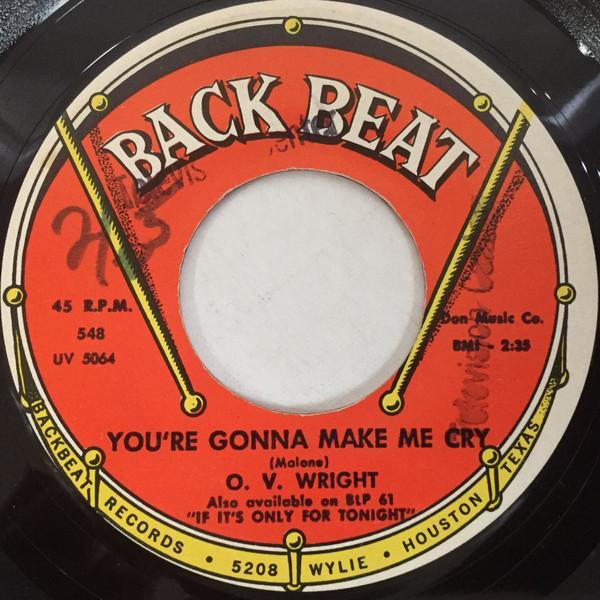 BACK BEAT
45 R.P.M.
548
UV 5064
Don Music Co.
BMI - 2:35
YOU'RE GONNA MAKE ME CRY
(Malone)
O. V. WRIGHT
Also available on BLP 61
"IF IT'S ONLY FOR TONIGHT"
BACKBEAT RECORDS • 5208 WYLIE • HOUSTON TEXAS